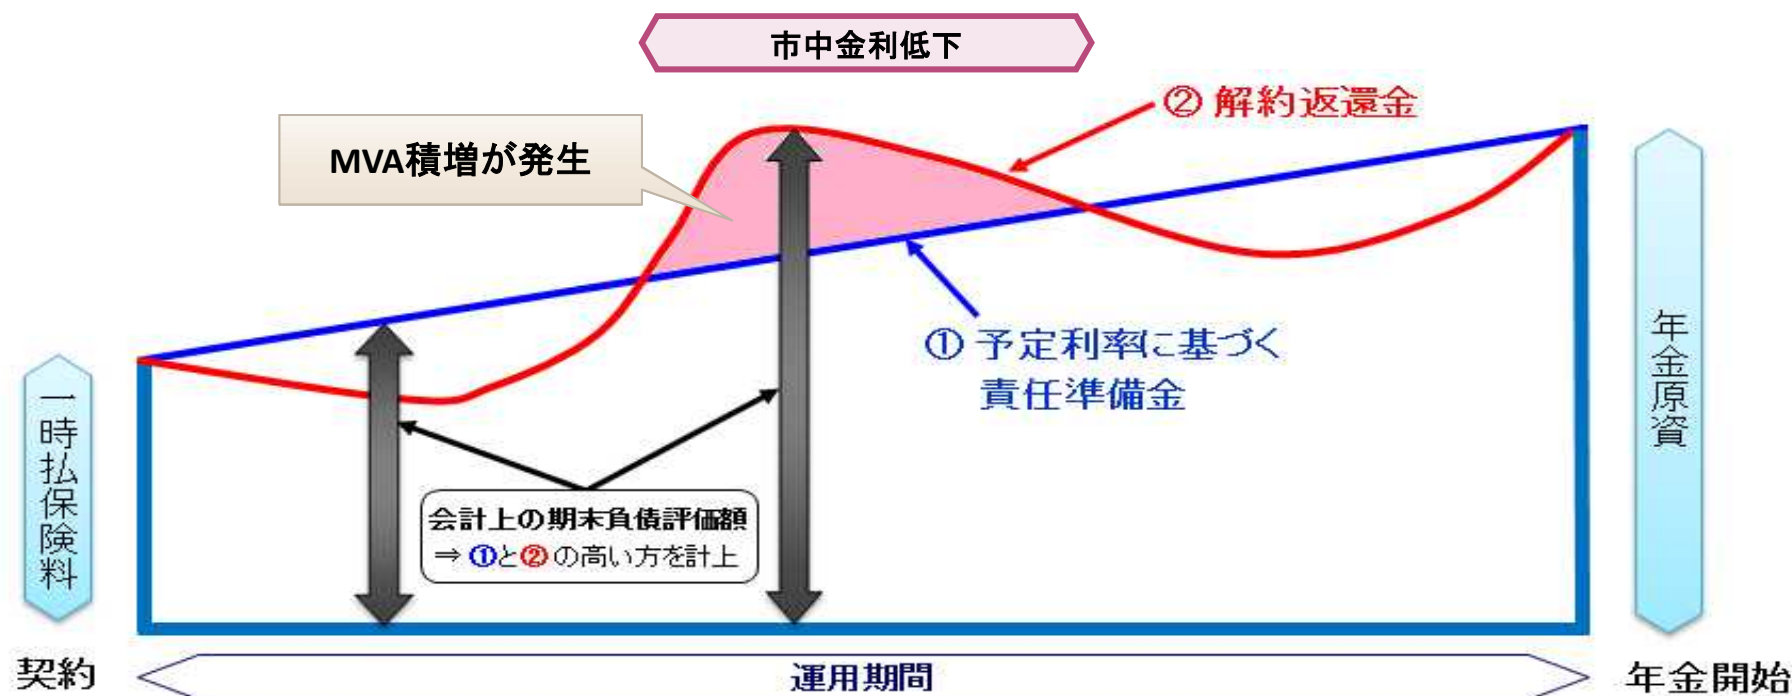 市中金利低下
② 解約返還金
MVA積増が発生
① 予定利率に基づく
責任準備金
一時払保険料
年金原資
会計上の期末負債評価額
⇒ ①と②の高い方を計上
契約
運用期間
年金開始